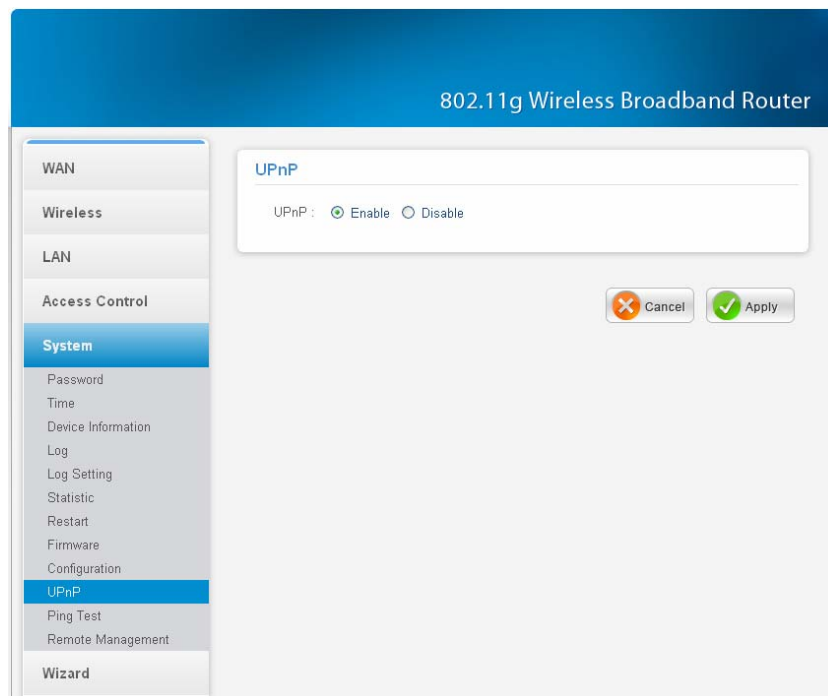 802.11g Wireless Broadband Router
WAN
Wireless
LAN
Access Control
System
Password
Time
Device Information
Log
Log Setting
Statistic
Restart
Firmware
Configuration
UPnP
Ping Test
Remote Management
Wizard
UPnP
UPnP : Enable Disable
Cancel Apply